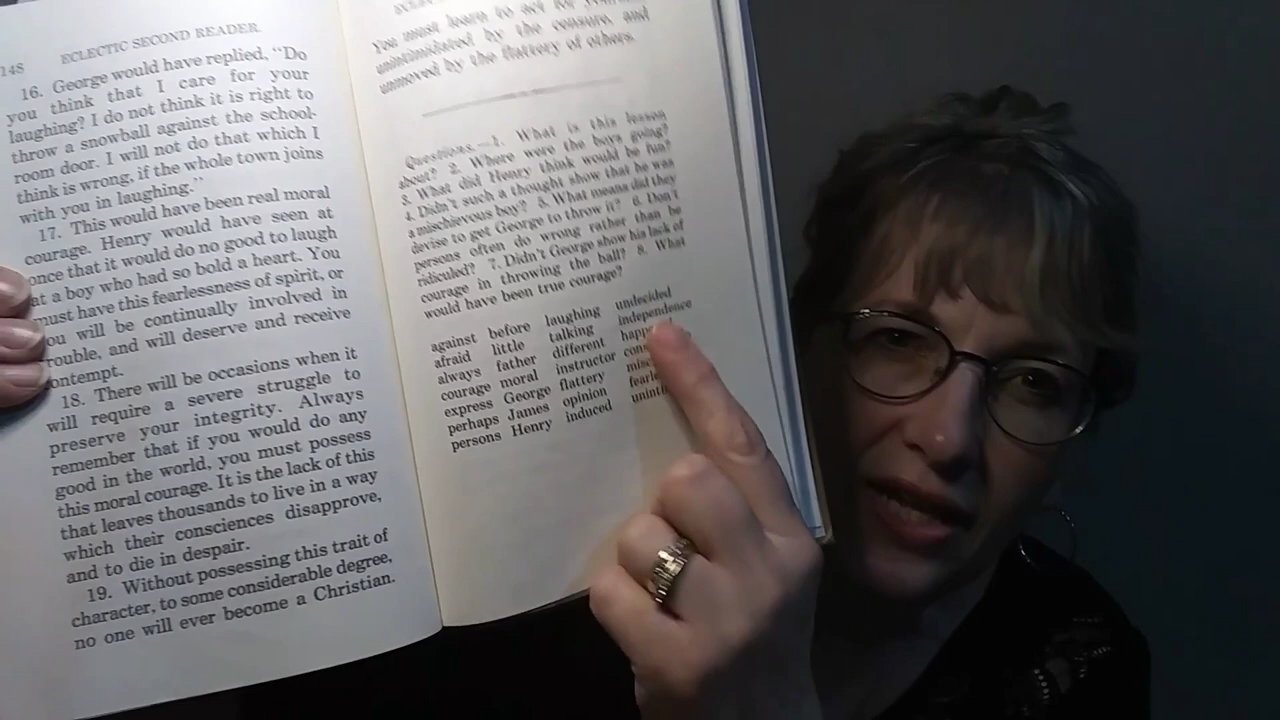 148 ECLECTIC SECOND READER
16. George would have replied, "Do
you think that I care for your
laughing? I do not think it is right to
throw a snowball against the school-
room door. I will not do that which I
think is wrong, if the whole town joins
with you in laughing."
17. This would have been real moral
courage. Henry would have seen at
once that it would do no good to laugh
at a boy who had so bold a heart. You
must have this fearlessness of spirit, or
ou will be continually involved in
rouble, and will deserve and receive
ontempt.
18. There will be occasions when it
will require a severe struggle to
preserve your integrity. Always
remember that if you would do any
good in the world, you must possess
this moral courage. It is the lack of this
that leaves thousands to live in a way
which their consciences disapprove,
and to die in despair.
19. Without possessing this trait of
character, to some considerable degree,
no one will ever become a Christian.
You must learn to act for
unintimidated by the censure, and
unmoved by the flattery of others.
Questions.—1. What is this lesson
about? 2. Where were the boys going?
3. What did Henry think would be fun?
4. Didn't such a thought show that he was
a mischievous boy? 5. What means did they
devise to get George to throw it? 6. Don't
persons often do wrong rather than be
ridiculed? 7. Didn't George show his lack of
courage in throwing the ball? 8. What
would have been true courage?
against before laughing undecided
afraid little talking independence
always father different happ
courage moral instructor con
express George flattery misc
perhaps James opinion fearle
persons Henry induced unint